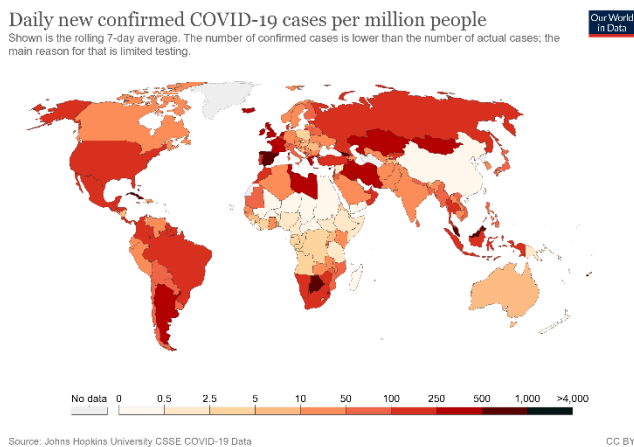 Daily new confirmed COVID-19 cases per million people
Shown is the rolling 7-day average. The number of confirmed cases is lower than the number of actual cases; the
main reason for that is limited testing.
Our World
in Data
No data 0 0.5 2.5 5 10 50 100 250 500 1,000 >4,000
Source: Johns Hopkins University CSSE COVID-19 Data
CC BY